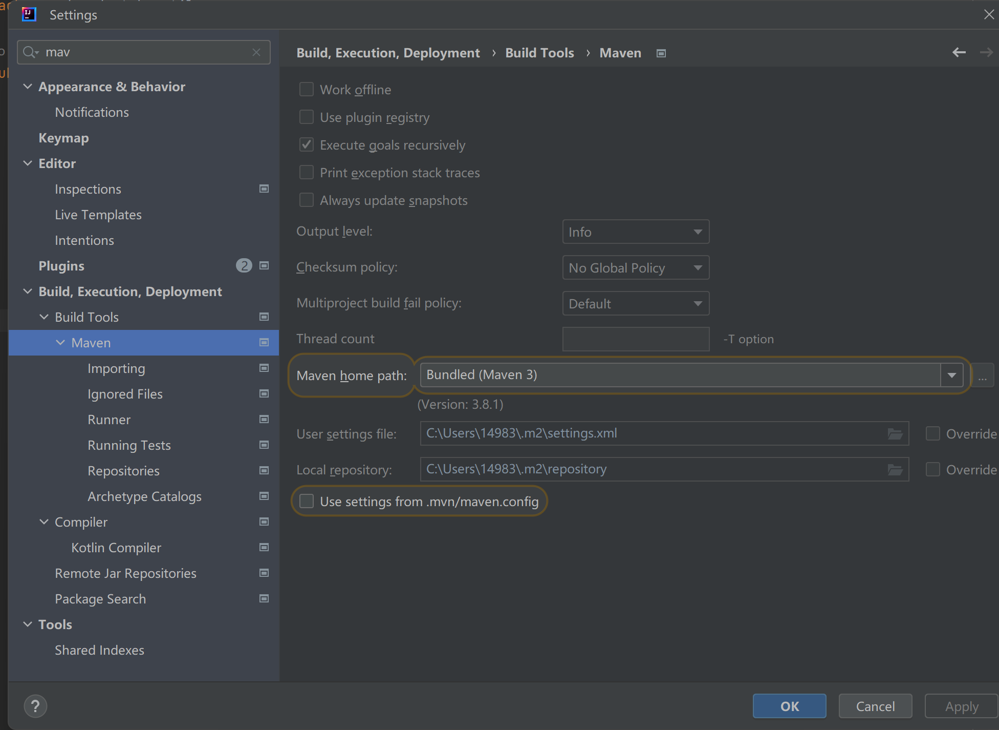 Settings
mav
Appearance & Behavior
Notifications
Keymap
Editor
Inspections
Live Templates
Intentions
Plugins 2
Build, Execution, Deployment
Build Tools
Maven
Importing
Ignored Files
Runner
Running Tests
Repositories
Archetype Catalogs
Compiler
Kotlin Compiler
Remote Jar Repositories
Package Search
Tools
Shared Indexes
Build, Execution, Deployment › Build Tools › Maven
Work offline
Use plugin registry
Execute goals recursively
Print exception stack traces
Always update snapshots
Output level: Info
Checksum policy: No Global Policy
Multiproject build fail policy: Default
Thread count -T option
Maven home path: Bundled (Maven 3) ...
(Version: 3.8.1)
User settings file: C:\Users\14983\.m2\settings.xml Override
Local repository: C:\Users\14983\.m2\repository Override
Use settings from .mvn/maven.config
? OK Cancel Apply